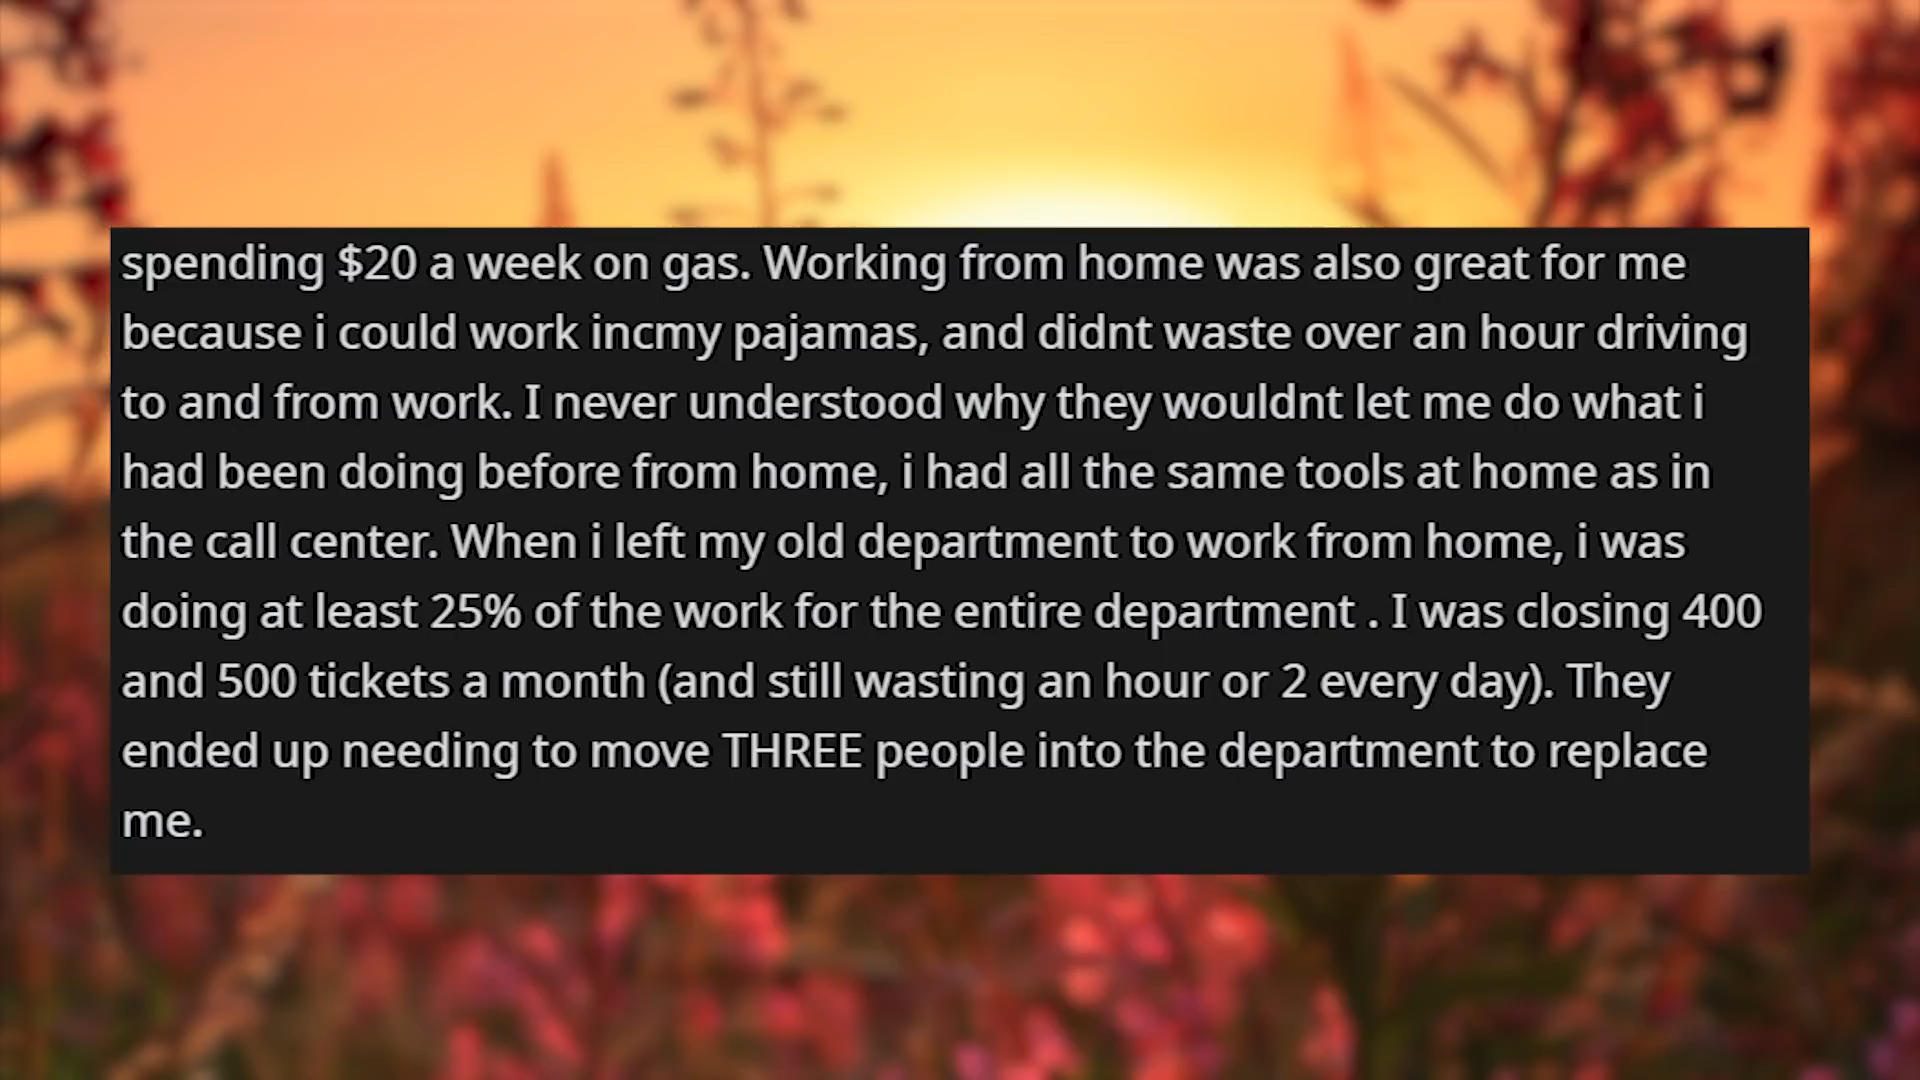 spending $20 a week on gas. Working from home was also great for me
because i could work incmy pajamas, and didnt waste over an hour driving
to and from work. I never understood why they wouldnt let me do what i
had been doing before from home, i had all the same tools at home as in
the call center. When i left my old department to work from home, i was
doing at least 25% of the work for the entire department . I was closing 400
and 500 tickets a month (and still wasting an hour or 2 every day). They
ended up needing to move THREE people into the department to replace
me.